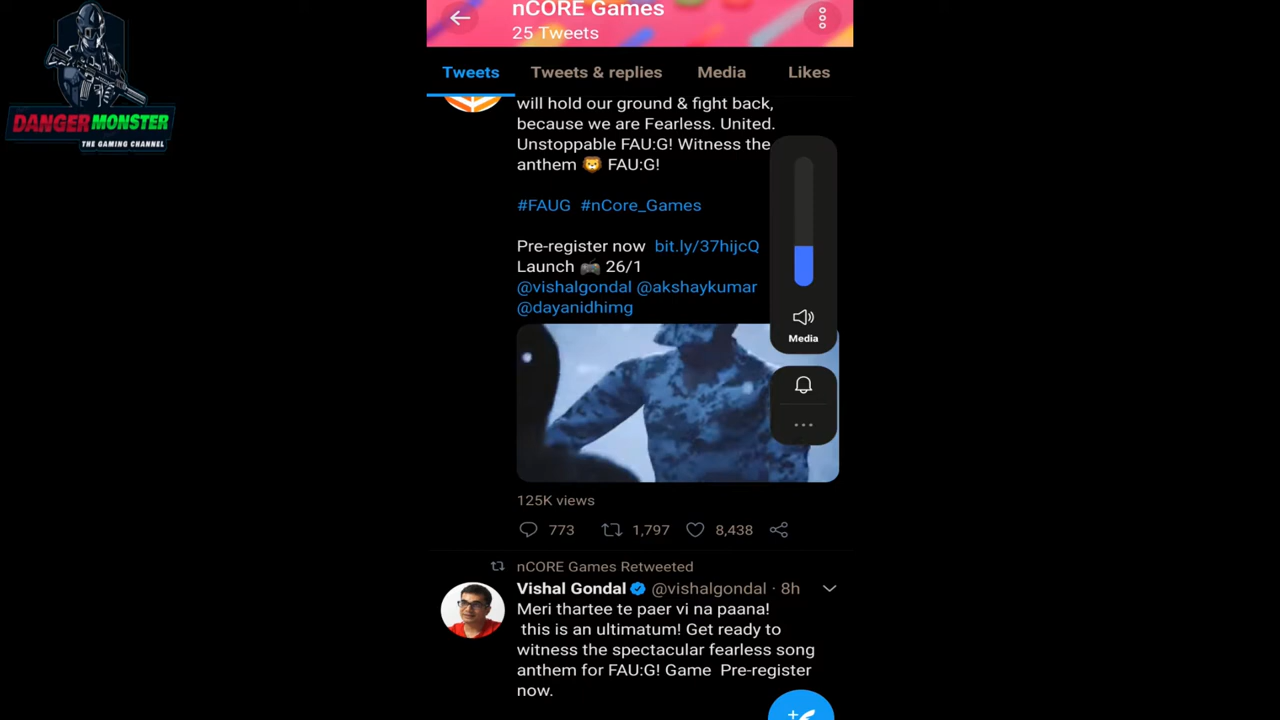 DANGER MONSTER
THE GAMING CHANNEL
nCORE Games
25 Tweets
Tweets Tweets & replies Media Likes
will hold our ground & fight back,
because we are Fearless. United.
Unstoppable FAU:G! Witness the
anthem 🦁 FAU:G!
#FAUG #nCore_Games
Pre-register now bit.ly/37hijcQ
Launch 🎮 26/1
@vishalgondal @akshaykumar
@dayanidhimg
Media
125K views
773 1,797 8,438
nCORE Games Retweeted
Vishal Gondal @vishalgondal · 8h
Meri thartee te paer vi na paana!
this is an ultimatum! Get ready to
witness the spectacular fearless song
anthem for FAU:G! Game Pre-register
now.